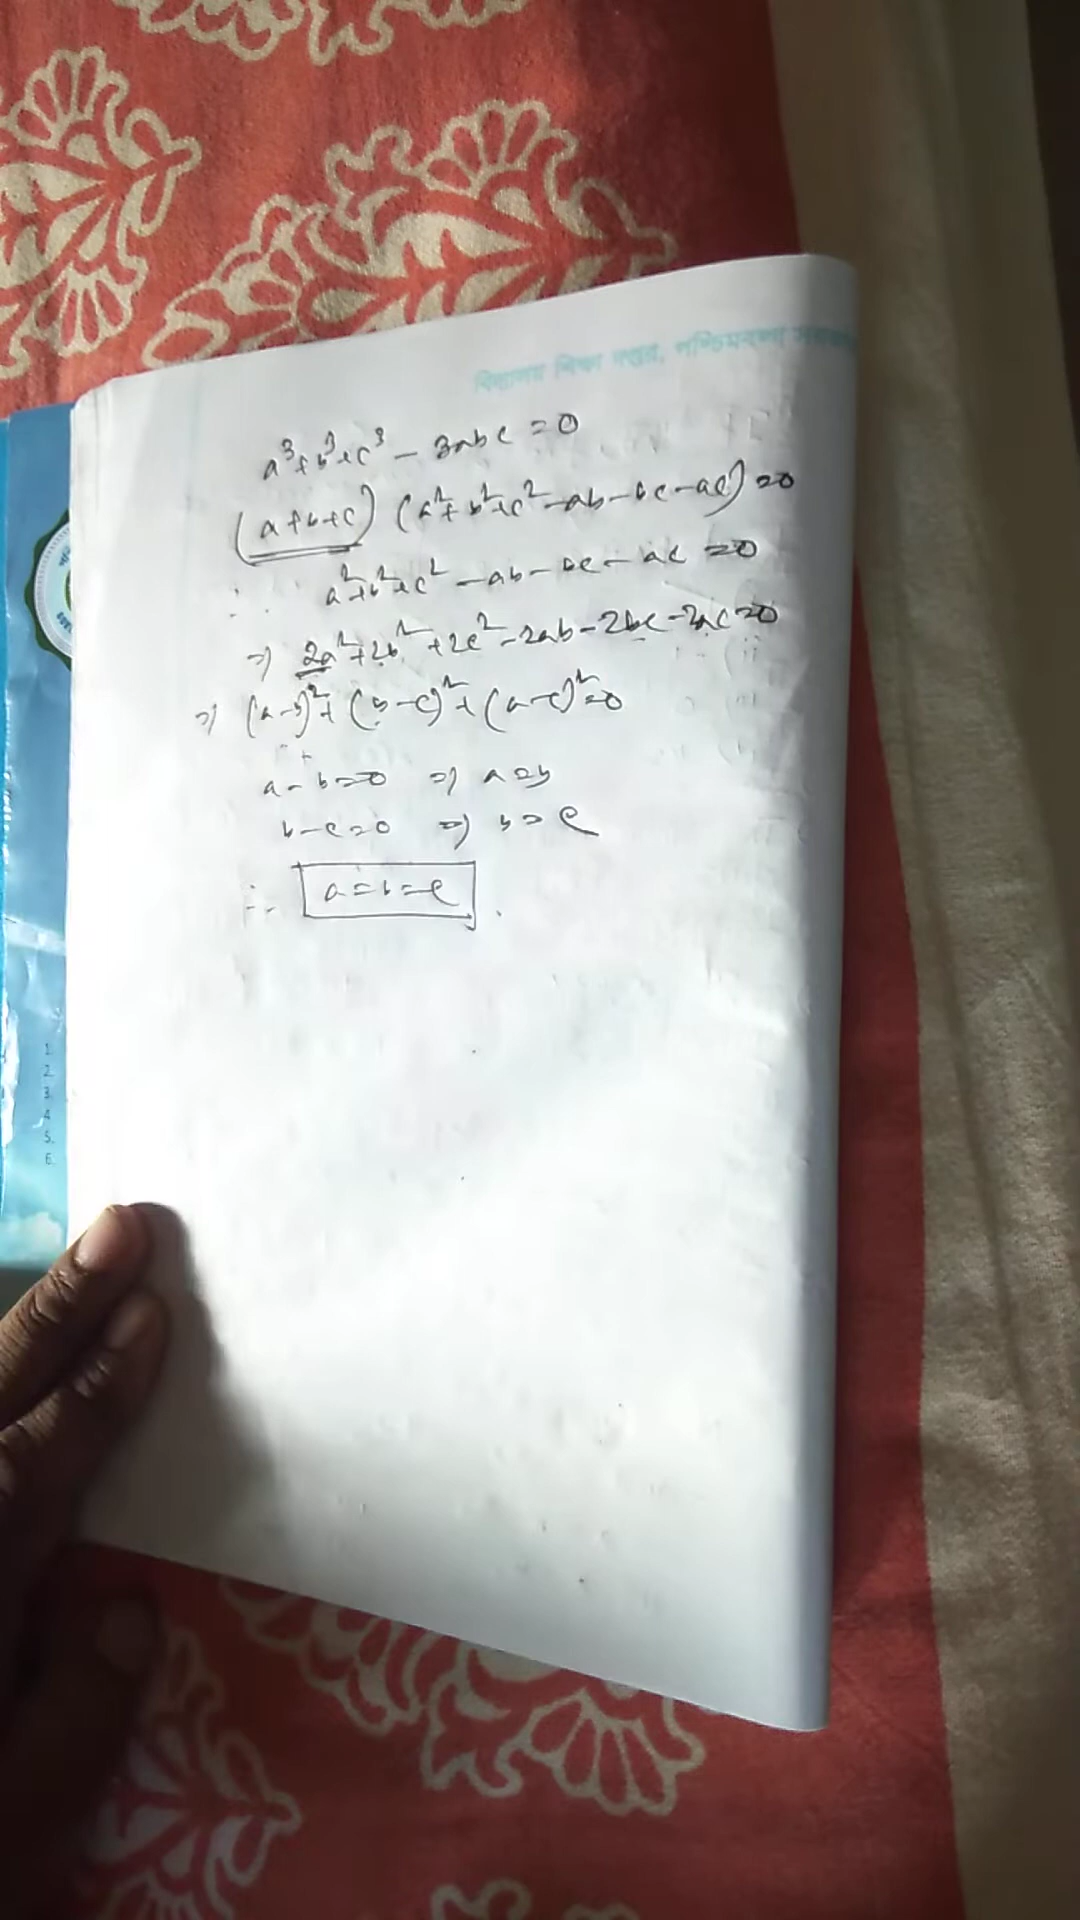 বিদ্যালয় শিক্ষা দপ্তর, পশ্চিমবঙ্গ সরকার
a³+b³+c³ - 3abc = 0
(a+b+c) (a²+b²+c²-ab-bc-ac) = 0
∴ a²+b²+c² - ab - bc - ac = 0
⇒ 2a²+2b²+2c²-2ab-2bc-2ac=0
⇒ (a-b)²+(b-c)²+(a-c)²=0
a-b=0 ⇒ a=b
b-c=0 ⇒ b=c
∴ a=b=c
1.
2.
3.
4.
5.
6.